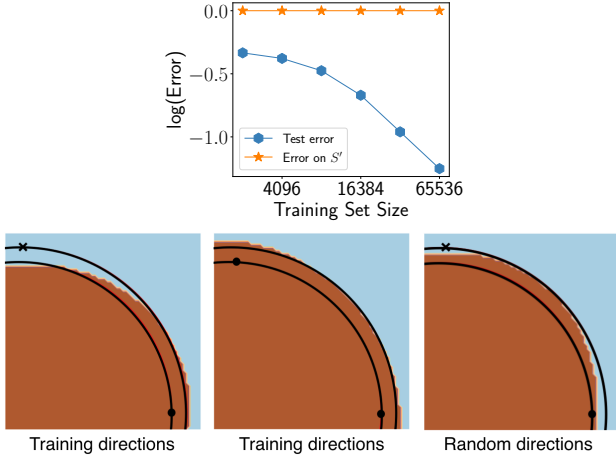 0.0
−0.5
−1.0
log(Error)
Test error
Error on S′
4096 16384 65536
Training Set Size
Training directions Training directions Random directions